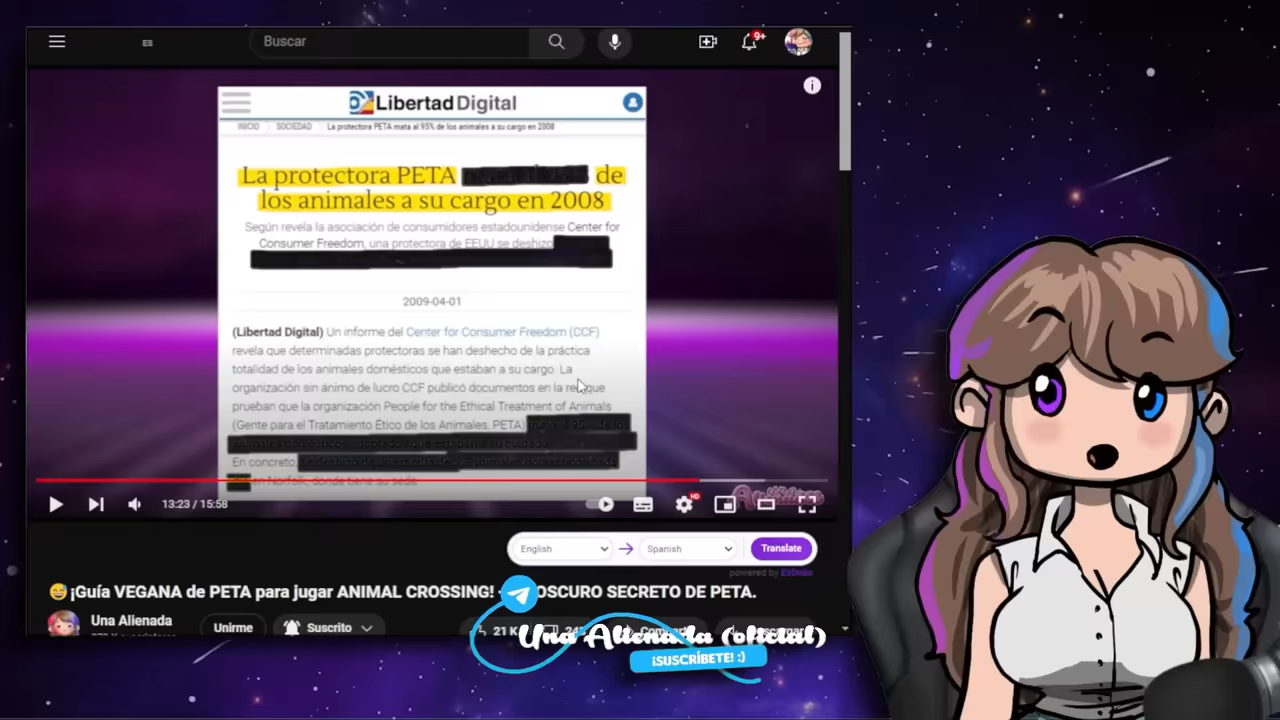 ES
Buscar
9+
Libertad Digital
INICIO SOCIEDAD La protectora PETA mata al 95% de los animales a su cargo en 2008
La protectora PETA de
los animales a su cargo en 2008
Según revela la asociación de consumidores estadounidense Center for
Consumer Freedom, una protectora de EEUU se deshizo
2009-04-01
(Libertad Digital) Un informe del Center for Consumer Freedom (CCF)
revela que determinadas protectoras se han deshecho de la práctica
totalidad de los animales domésticos que estaban a su cargo. La
organización sin ánimo de lucro CCF publicó documentos en la red que
prueban que la organización People for the Ethical Treatment of Animals
(Gente para el Tratamiento Ético de los Animales, PETA)
En concreto
en Norfolk, donde tiene su sede.
13:23 / 15:58
HD
English Spanish Translate
powered by
😅 ¡Guía VEGANA de PETA para jugar ANIMAL CROSSING! OSCURO SECRETO DE PETA.
Una Alienada
Unirme
Suscrito
21 K
Una Alienada (oficial)
¡SUSCRÍBETE! :)